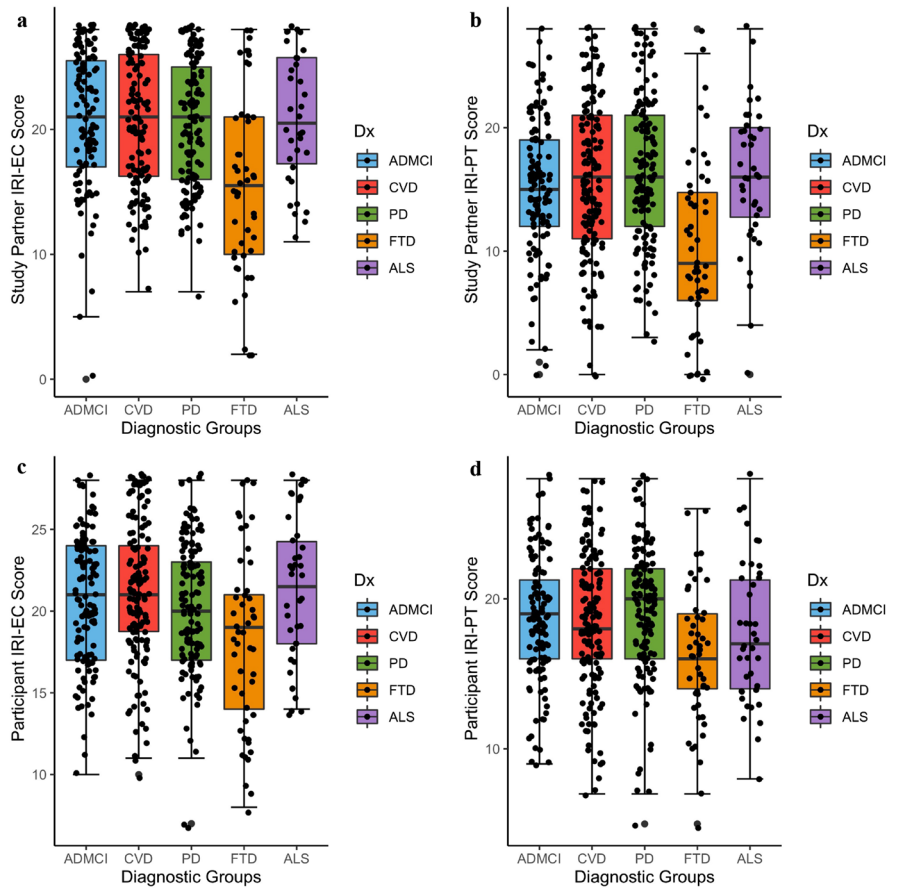 a
Study Partner IRI-EC Score
20
10
0
ADMCI CVD PD FTD ALS
Diagnostic Groups
Dx
ADMCI
CVD
PD
FTD
ALS
b
Study Partner IRI-PT Score
20
10
0
ADMCI CVD PD FTD ALS
Diagnostic Groups
Dx
ADMCI
CVD
PD
FTD
ALS
c
Participant IRI-EC Score
25
20
15
10
ADMCI CVD PD FTD ALS
Diagnostic Groups
Dx
ADMCI
CVD
PD
FTD
ALS
d
Participant IRI-PT Score
20
10
ADMCI CVD PD FTD ALS
Diagnostic Groups
Dx
ADMCI
CVD
PD
FTD
ALS